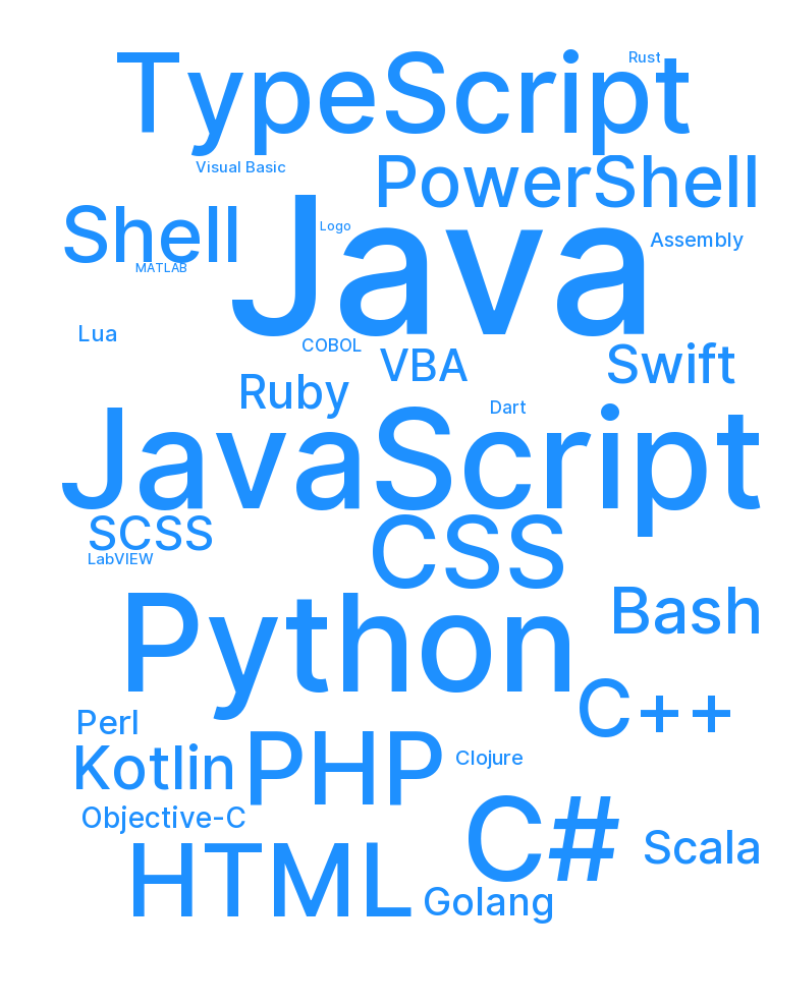 TypeScript
Rust
Visual Basic
PowerShell
Shell
Java
Logo
Assembly
MATLAB
Lua
COBOL
VBA
Swift
Ruby
Dart
JavaScript
SCSS
CSS
LabVIEW
Python
Bash
C++
Perl
Kotlin
PHP
Clojure
Objective-C
C#
Scala
HTML
Golang